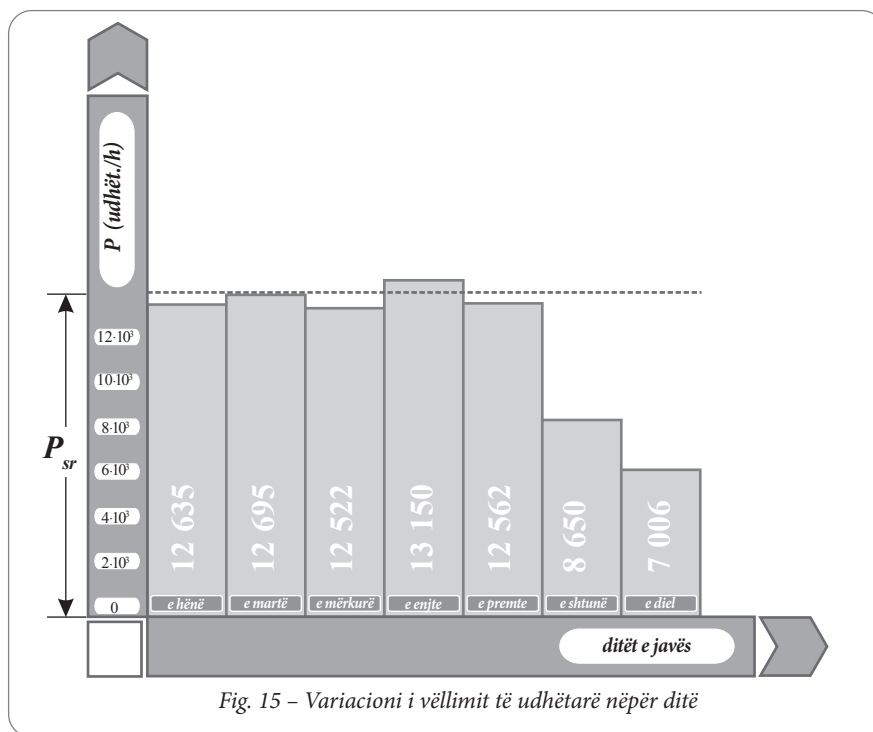 P (udhët./h)
12·10³
10·10³
8·10³
6·10³
4·10³
2·10³
0
P sr
12 635
12 695
12 522
13 150
12 562
8 650
7 006
e hënë
e martë
e mërkurë
e enjte
e premte
e shtunë
e diel
ditët e javës
Fig. 15 – Variacioni i vëllimit të udhëtarë nëpër ditë